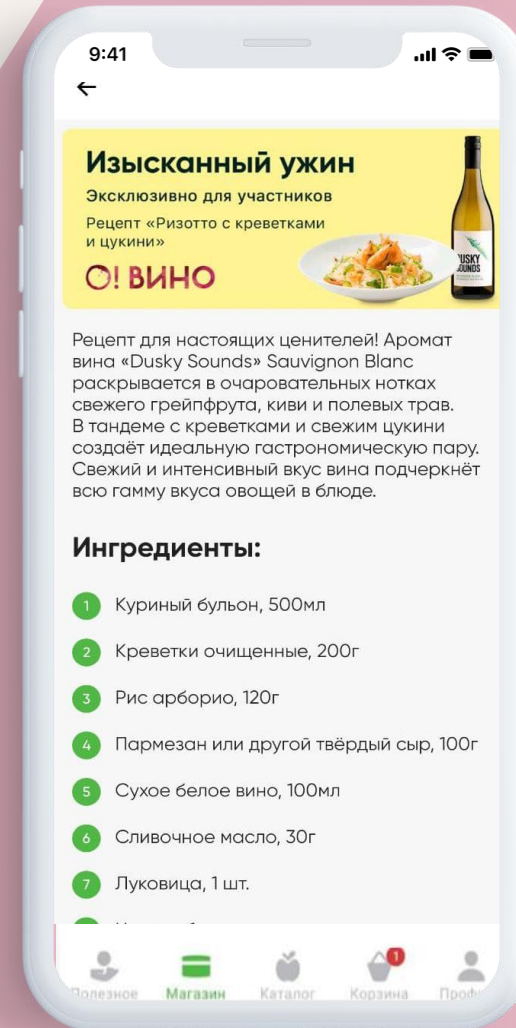 9:41
Изысканный ужин
Эксклюзивно для участников
Рецепт «Ризотто с креветками
и цукини»
О! ВИНО
DUSKY
SOUNDS
Рецепт для настоящих ценителей! Аромат
вина «Dusky Sounds» Sauvignon Blanc
раскрывается в очаровательных нотках
свежего грейпфрута, киви и полевых трав.
В тандеме с креветками и свежим цукини
создаёт идеальную гастрономическую пару.
Свежий и интенсивный вкус вина подчеркнёт
всю гамму вкуса овощей в блюде.
Ингредиенты:
1 Куриный бульон, 500мл
2 Креветки очищенные, 200г
3 Рис арборио, 120г
4 Пармезан или другой твёрдый сыр, 100г
5 Сухое белое вино, 100мл
6 Сливочное масло, 30г
7 Луковица, 1 шт.
1
Полезное Магазин Каталог Корзина